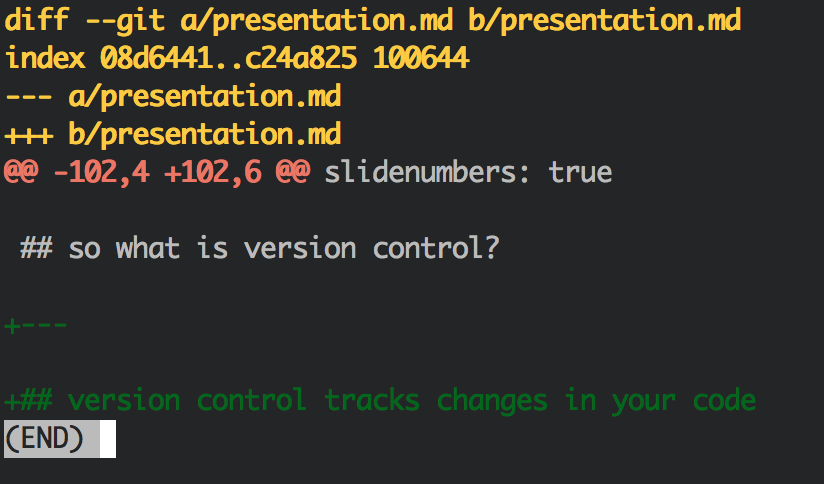 diff --git a/presentation.md b/presentation.md
index 08d6441..c24a825 100644
--- a/presentation.md
+++ b/presentation.md
@@ -102,4 +102,6 @@ slidenumbers: true
## so what is version control?
+---
+## version control tracks changes in your code
(END)